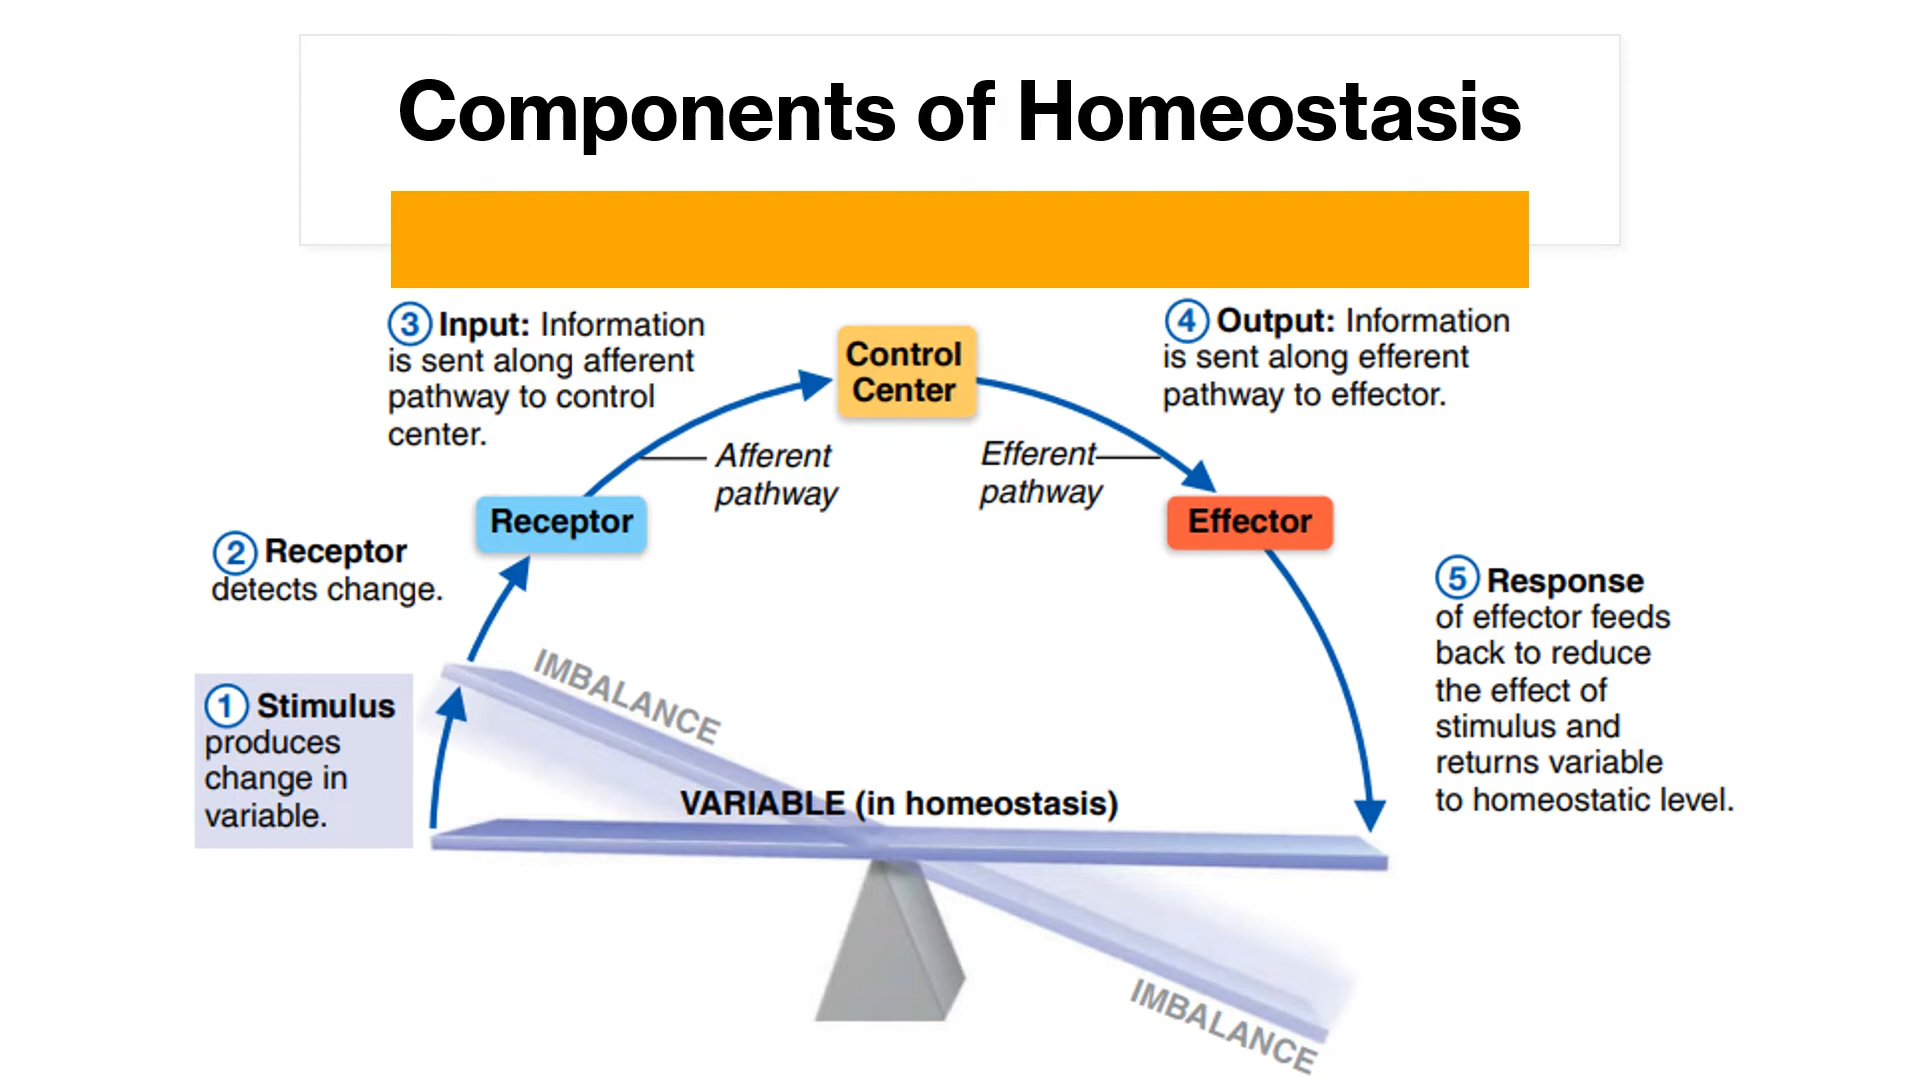 Components of Homeostasis
3 Input: Information
is sent along afferent
pathway to control
center.
Control
Center
4 Output: Information
is sent along efferent
pathway to effector.
Afferent
pathway
Efferent
pathway
Receptor
Effector
2 Receptor
detects change.
5 Response
of effector feeds
back to reduce
the effect of
stimulus and
returns variable
to homeostatic level.
1 Stimulus
produces
change in
variable.
IMBALANCE
VARIABLE (in homeostasis)
IMBALANCE